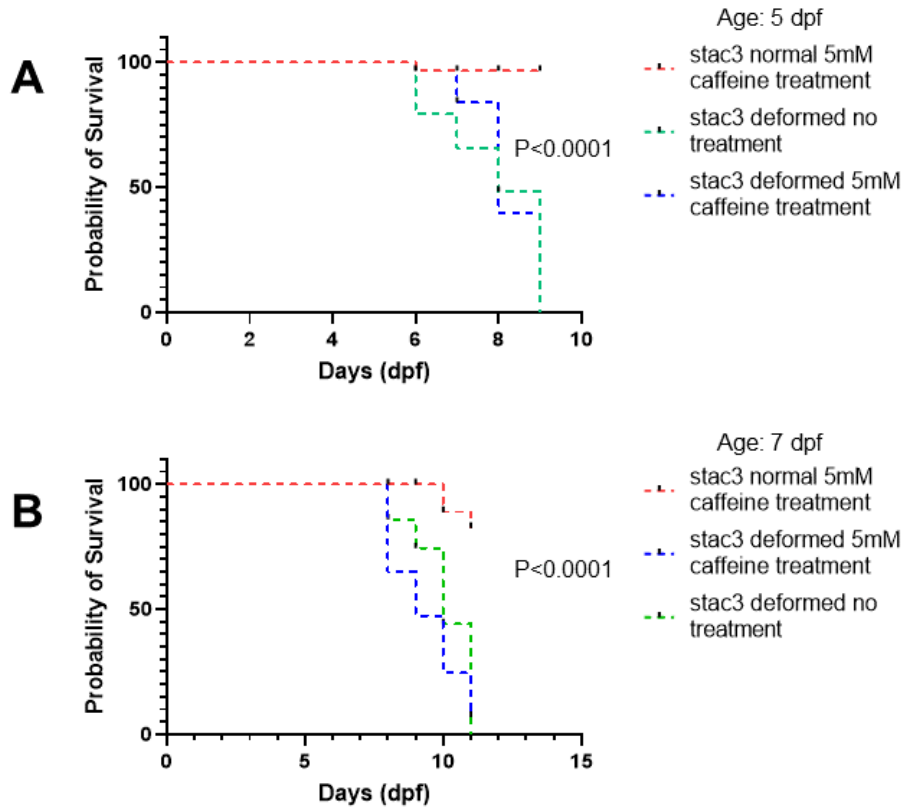 A
Age: 5 dpf
stac3 normal 5mM
caffeine treatment
stac3 deformed no
treatment
stac3 deformed 5mM
caffeine treatment
P<0.0001
Probability of Survival
100
50
0
0 2 4 6 8 10
Days (dpf)
B
Age: 7 dpf
stac3 normal 5mM
caffeine treatment
stac3 deformed 5mM
caffeine treatment
stac3 deformed no
treatment
P<0.0001
Probability of Survival
100
50
0
0 5 10 15
Days (dpf)